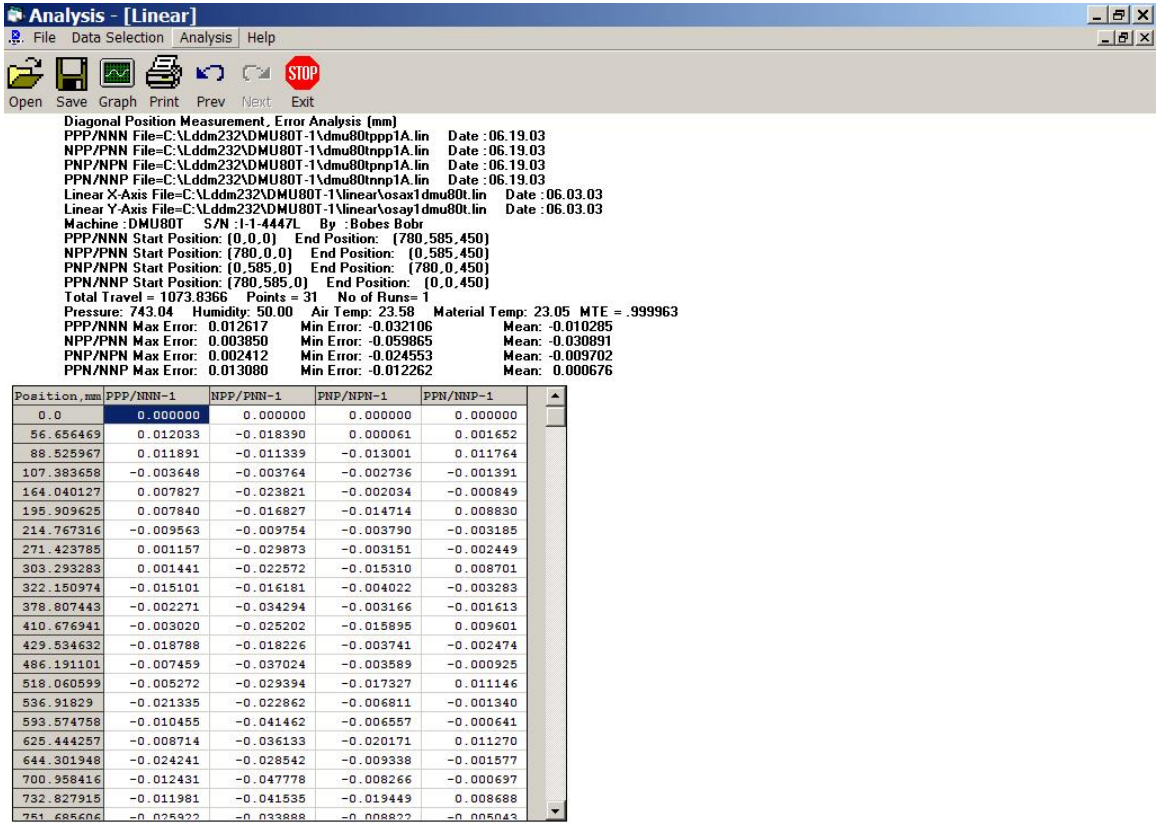 Analysis - [Linear]
File Data Selection Analysis Help
STOP
Open Save Graph Print Prev Next Exit
Diagonal Position Measurement, Error Analysis (mm)
PPP/NNN File=C:\Lddm232\DMU80T-1\dmu80tppp1A.lin Date :06.19.03
NPP/PNN File=C:\Lddm232\DMU80T-1\dmu80tpnn1A.lin Date :06.19.03
PNP/NPN File=C:\Lddm232\DMU80T-1\dmu80tpnp1A.lin Date :06.19.03
PPN/NNP File=C:\Lddm232\DMU80T-1\dmu80tnnp1A.lin Date :06.19.03
Linear X-Axis File=C:\Lddm232\DMU80T-1\linear\osax1dmu80t.lin Date :06.03.03
Linear Y-Axis File=C:\Lddm232\DMU80T-1\linear\osay1dmu80t.lin Date :06.03.03
Machine :DMU80T S/N :I-1-4447L By :Bobes Bobr
PPP/NNN Start Position: (0,0,0) End Position: (780,585,450)
NPP/PNN Start Position: (780,0,0) End Position: (0,585,450)
PNP/NPN Start Position: (0,585,0) End Position: (780,0,450)
PPN/NNP Start Position: (780,585,0) End Position: (0,0,450)
Total Travel = 1073.8366 Points = 31 No of Runs= 1
Pressure: 743.04 Humidity: 50.00 Air Temp: 23.58 Material Temp: 23.05 MTE = .999963
PPP/NNN Max Error: 0.012617 Min Error: -0.032106 Mean: -0.010285
NPP/PNN Max Error: 0.003850 Min Error: -0.059865 Mean: -0.030891
PNP/NPN Max Error: 0.002412 Min Error: -0.024553 Mean: -0.009702
PPN/NNP Max Error: 0.013080 Min Error: -0.012262 Mean: 0.000676
Position,mm PPP/NNN-1 NPP/PNN-1 PNP/NPN-1 PPN/NNP-1
0.0 0.000000 0.000000 0.000000 0.000000
56.656469 0.012033 -0.018390 0.000061 0.001652
88.525967 0.011891 -0.011339 -0.013001 0.011764
107.383658 -0.003648 -0.003764 -0.002736 -0.001391
164.040127 0.007827 -0.023821 -0.002034 -0.000849
195.909625 0.007840 -0.016827 -0.014714 0.008830
214.767316 -0.009563 -0.009754 -0.003790 -0.003185
271.423785 0.001157 -0.029873 -0.003151 -0.002449
303.293283 0.001441 -0.022572 -0.015310 0.008701
322.150974 -0.015101 -0.016181 -0.004022 -0.003283
378.807443 -0.002271 -0.034294 -0.003166 -0.001613
410.676941 -0.003020 -0.025202 -0.015895 0.009601
429.534632 -0.018788 -0.018226 -0.003741 -0.002474
486.191101 -0.007459 -0.037024 -0.003589 -0.000925
518.060599 -0.005272 -0.029394 -0.017327 0.011146
536.91829 -0.021335 -0.022862 -0.006811 -0.001340
593.574758 -0.010455 -0.041462 -0.006557 -0.000641
625.444257 -0.008714 -0.036133 -0.020171 0.011270
644.301948 -0.024241 -0.028542 -0.009338 -0.001577
700.958416 -0.012431 -0.047778 -0.008266 -0.000697
732.827915 -0.011981 -0.041535 -0.019449 0.008688
751.685606 -0.025922 -0.033888 -0.008822 -0.005043